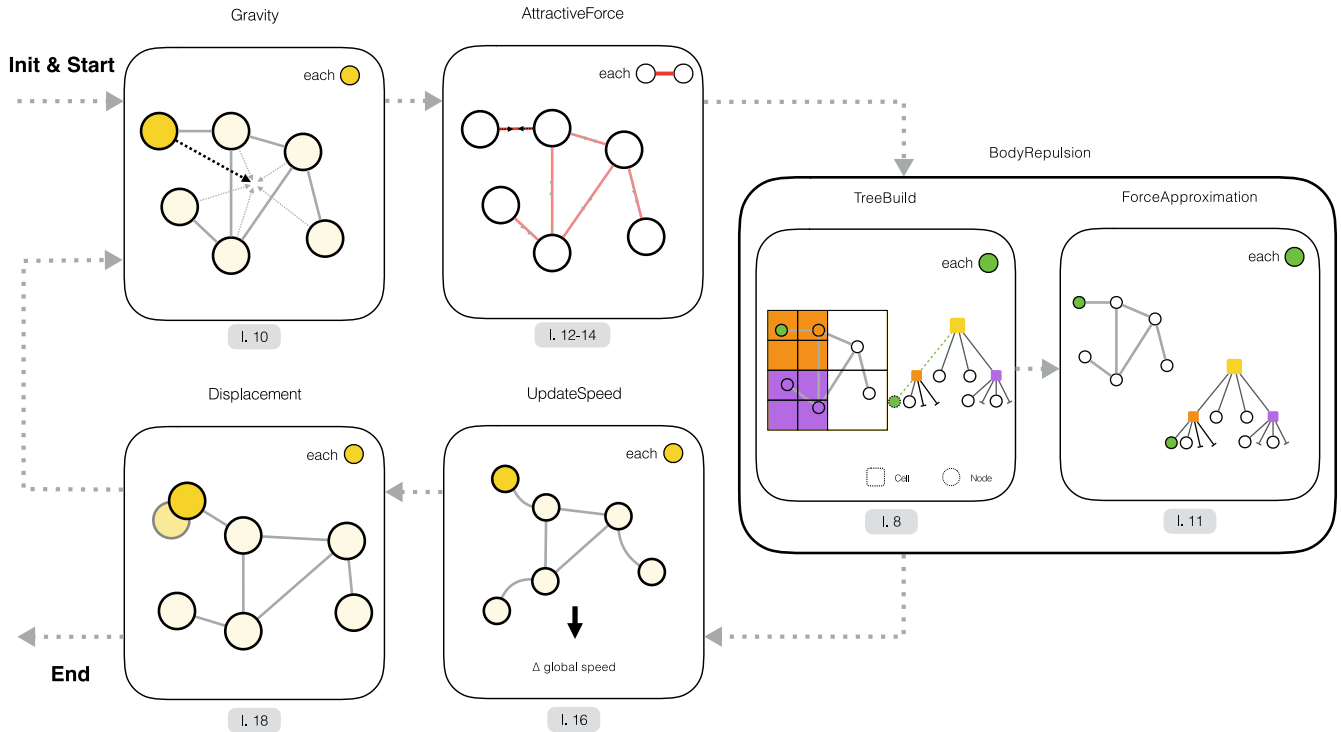 Gravity
AttractiveForce
Init & Start
each
each
BodyRepulsion
TreeBuild
ForceApproximation
each
each
l. 10
l. 12-14
Displacement
UpdateSpeed
each
each
Cell
Node
l. 8
l. 11
Δ global speed
End
l. 18
l. 16